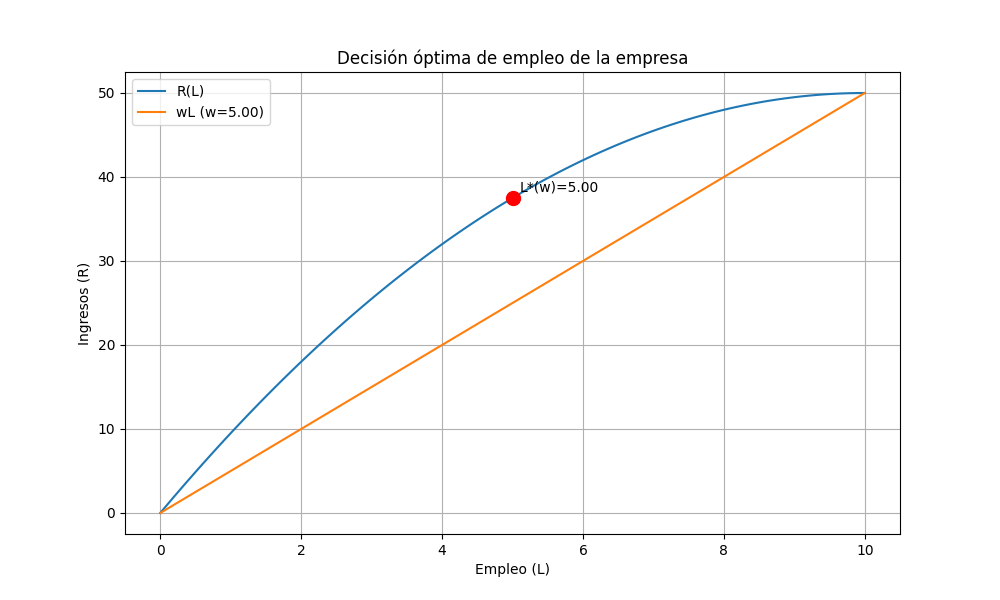 Decisión óptima de empleo de la empresa
R(L)
wL (w=5.00)
L*(w)=5.00
Ingresos (R)
50
40
30
20
10
0
0 2 4 6 8 10
Empleo (L)